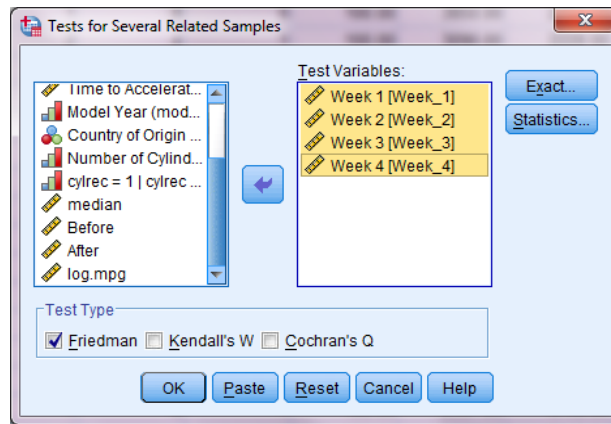 Tests for Several Related Samples
Test Variables:
Time to Accelerat...
Model Year (mod...
Country of Origin ...
Number of Cylind...
cylrec = 1 | cylrec ...
median
Before
After
log.mpg
Week 1 [Week_1]
Week 2 [Week_2]
Week 3 [Week_3]
Week 4 [Week_4]
Exact...
Statistics...
Test Type
Friedman Kendall's W Cochran's Q
OK Paste Reset Cancel Help